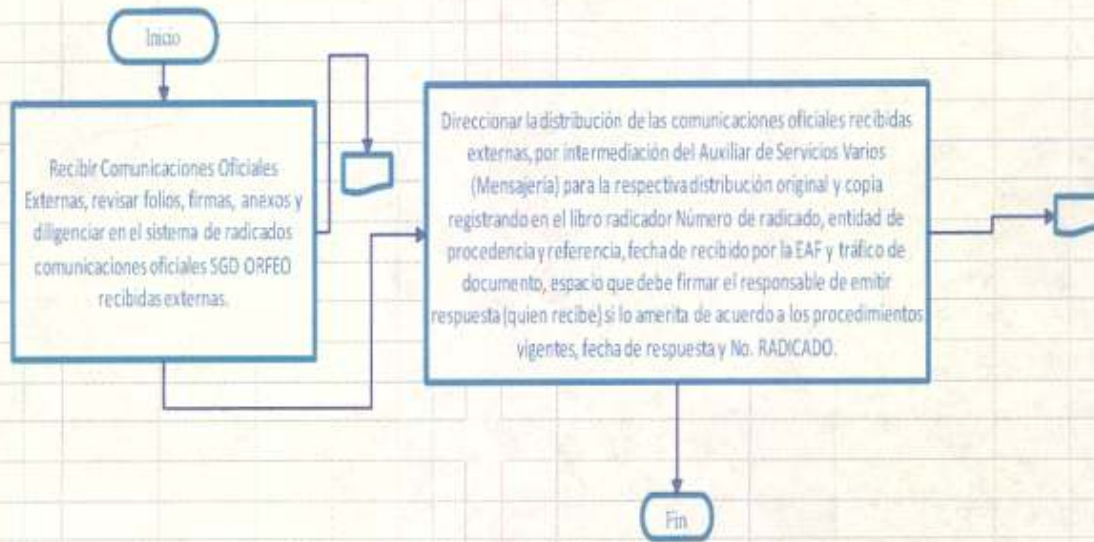 Inicio
Recibir Comunicaciones Oficiales
Externas, revisar folios, firmas, anexos y
diligenciar en el sistema de radicados
comunicaciones oficiales SGD ORFEO
recibidas externas.
Direccionar la distribución de las comunicaciones oficiales recibidas
externas, por intermediación del Auxiliar de Servicios Varios
(Mensajería) para la respectiva distribución original y copia
registrando en el libro radicador Número de radicado, entidad de
procedencia y referencia, fecha de recibido por la EAF y tráfico de
documento, espacio que debe firmar el responsable de emitir
respuesta (quien recibe) si lo amerita de acuerdo a los procedimientos
vigentes, fecha de respuesta y No. RADICADO.
Fin